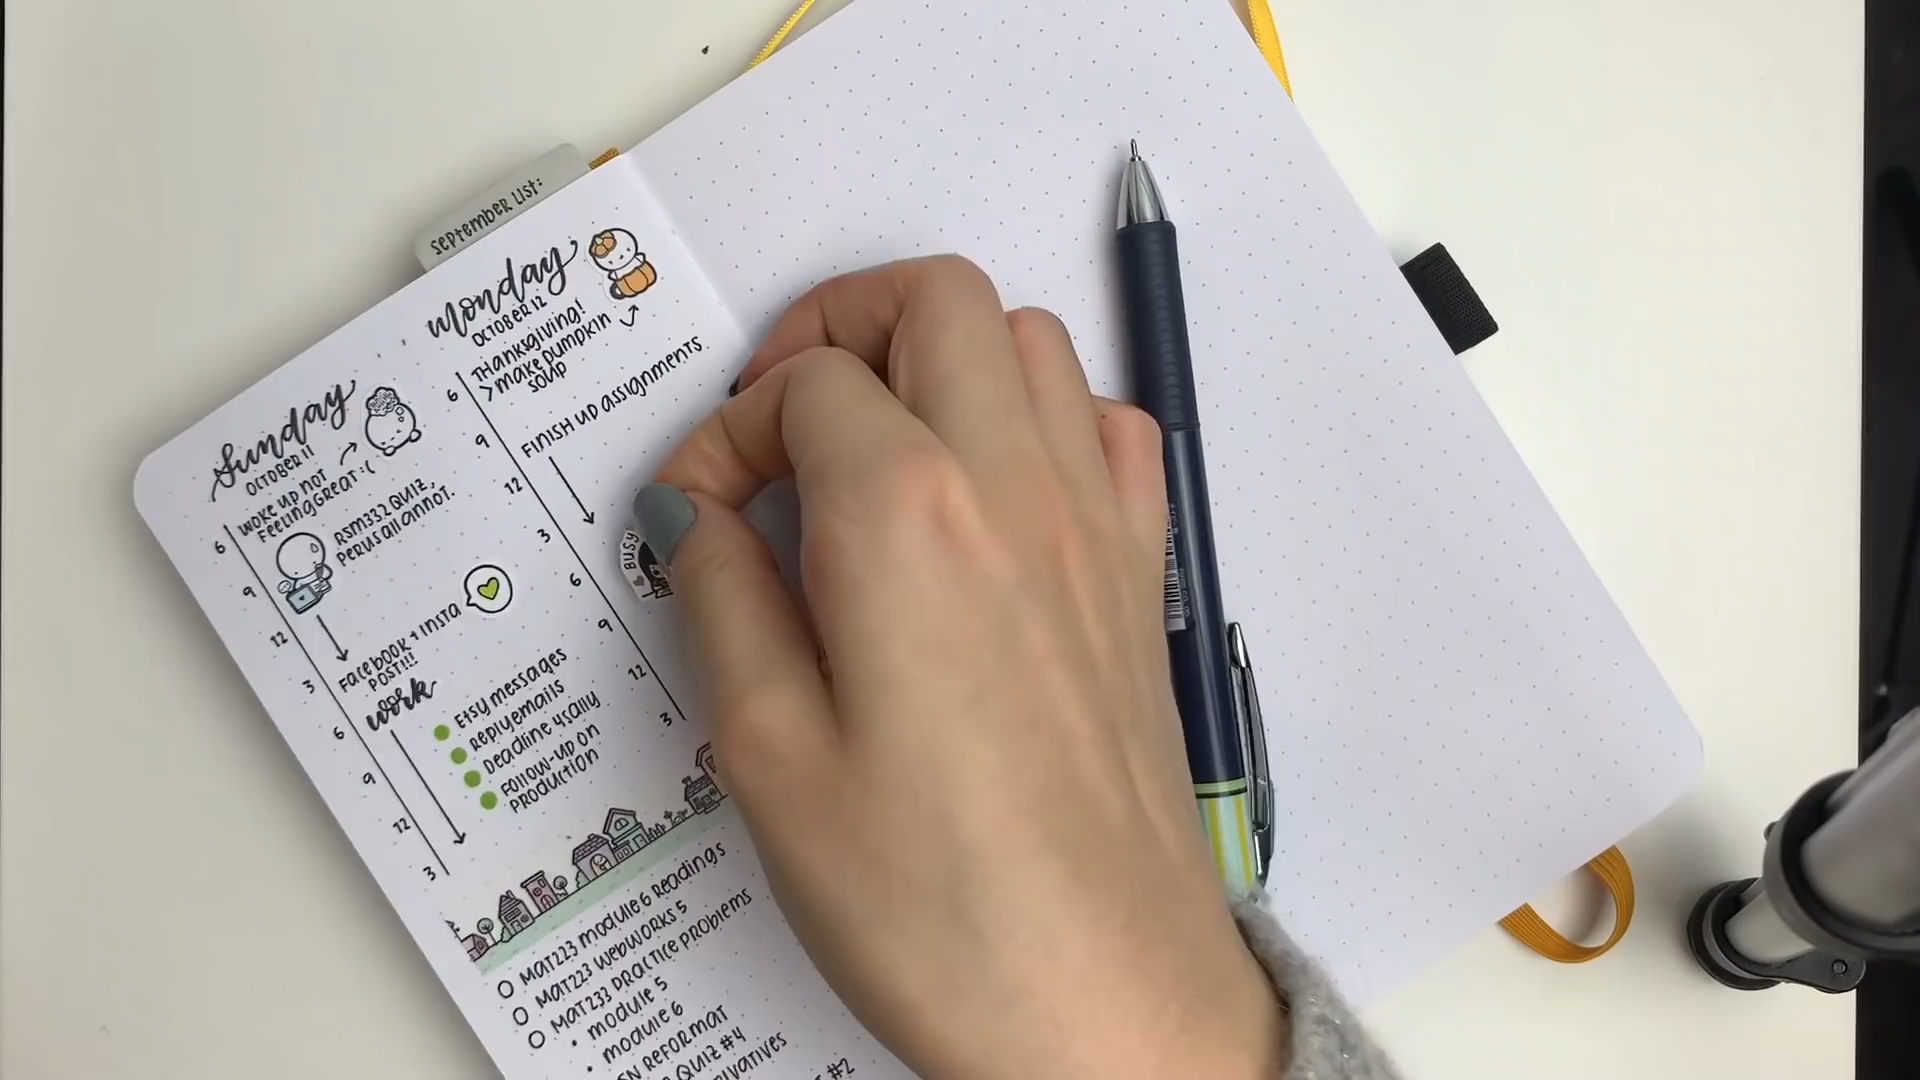 September List:
Sunday
OCTOBER 11
woke up not
feeling great :(
RSM332 QUIZ,
perusall annot.
Facebook + insta
post!!!
work
Etsy messages
Reply emails
Deadline 4 sally
Follow-up on
production
6
9
12
3
6
9
12
3
monday
OCTOBER 12
Thanksgiving!
> make pumpkin
soup
Finish up assignments
BUSY
6
9
12
3
6
9
12
3
MAT223 module 6 readings
MAT223 webworks 5
MAT233 practice problems
• module 5
• module 6
REFORMAT
QUIZ #4
#2